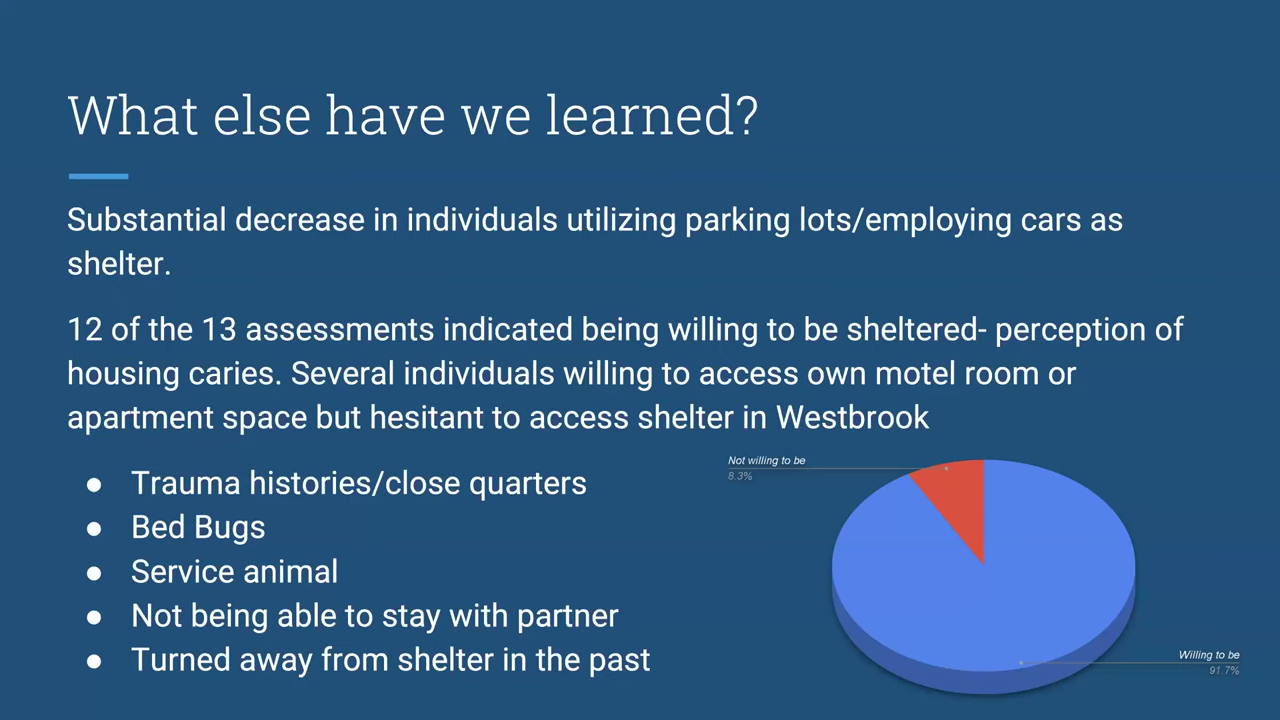 What else have we learned?
Substantial decrease in individuals utilizing parking lots/employing cars as
shelter.
12 of the 13 assessments indicated being willing to be sheltered- perception of
housing caries. Several individuals willing to access own motel room or
apartment space but hesitant to access shelter in Westbrook
● Trauma histories/close quarters
● Bed Bugs
● Service animal
● Not being able to stay with partner
● Turned away from shelter in the past
Not willing to be
8.3%
Willing to be
91.7%